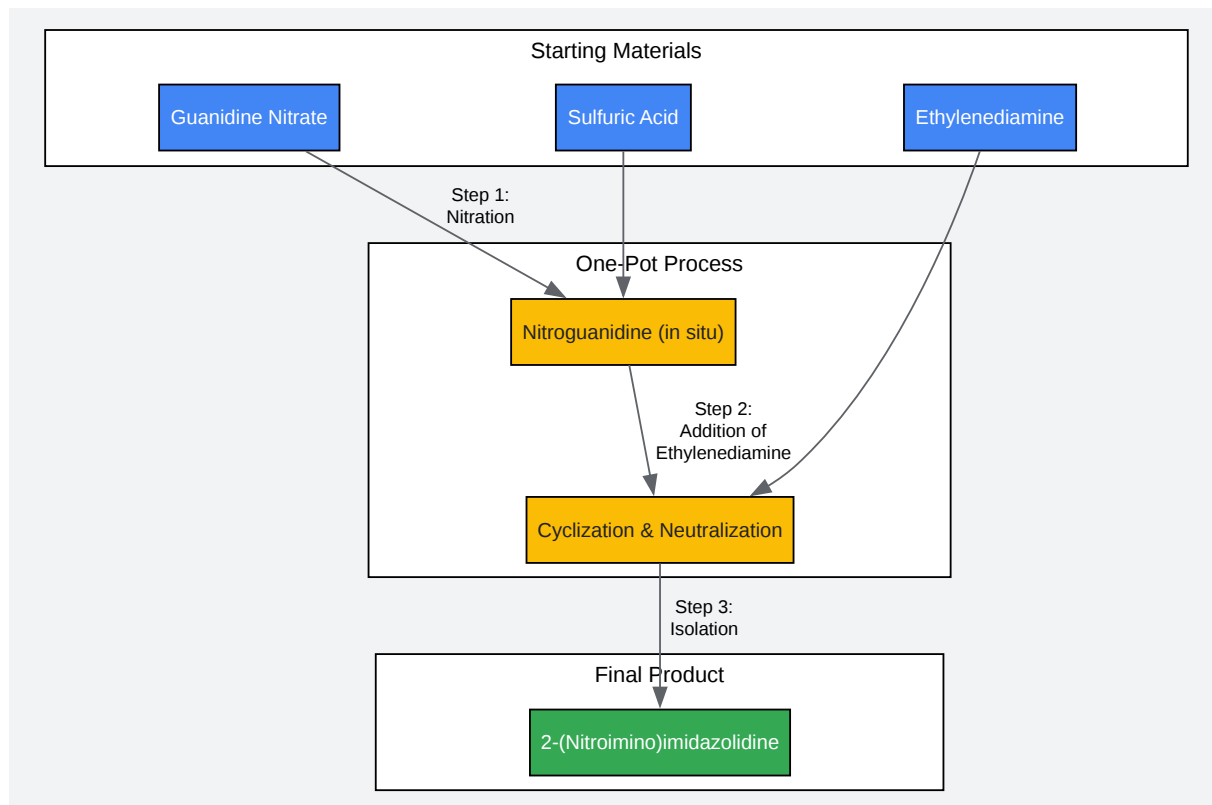 Starting Materials
Guanidine Nitrate
Sulfuric Acid
Ethylenediamine
Step 1:
Nitration
One-Pot Process
Nitroguanidine (in situ)
Step 2:
Addition of
Ethylenediamine
Cyclization & Neutralization
Step 3:
Isolation
Final Product
2-(Nitroimino)imidazolidine